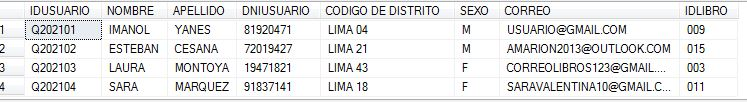 IDUSUARIO NOMBRE APELLIDO DNIUSUARIO CODIGO DE DISTRITO SEXO CORREO IDLIBRO
1 Q202101 IMANOL YANES 81920471 LIMA 04 M USUARIO@GMAIL.COM 009
2 Q202102 ESTEBAN CESANA 72019427 LIMA 21 M AMARION2013@OUTLOOK.COM 015
3 Q202103 LAURA MONTOYA 19471821 LIMA 43 F CORREOLIBROS123@GMAIL.... 003
4 Q202104 SARA MARQUEZ 91837141 LIMA 18 F SARAVALENTINA10@GMAIL.C... 011